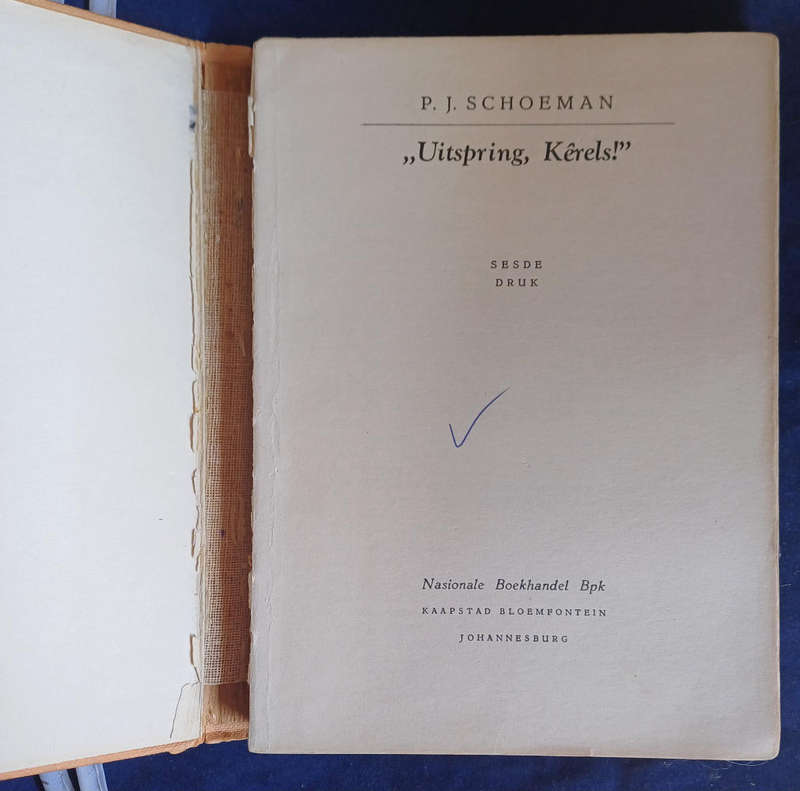 P. J. SCHOEMAN
„Uitspring, Kêrels!”
SESDE
DRUK
Nasionale Boekhandel Bpk
KAAPSTAD BLOEMFONTEIN
JOHANNESBURG